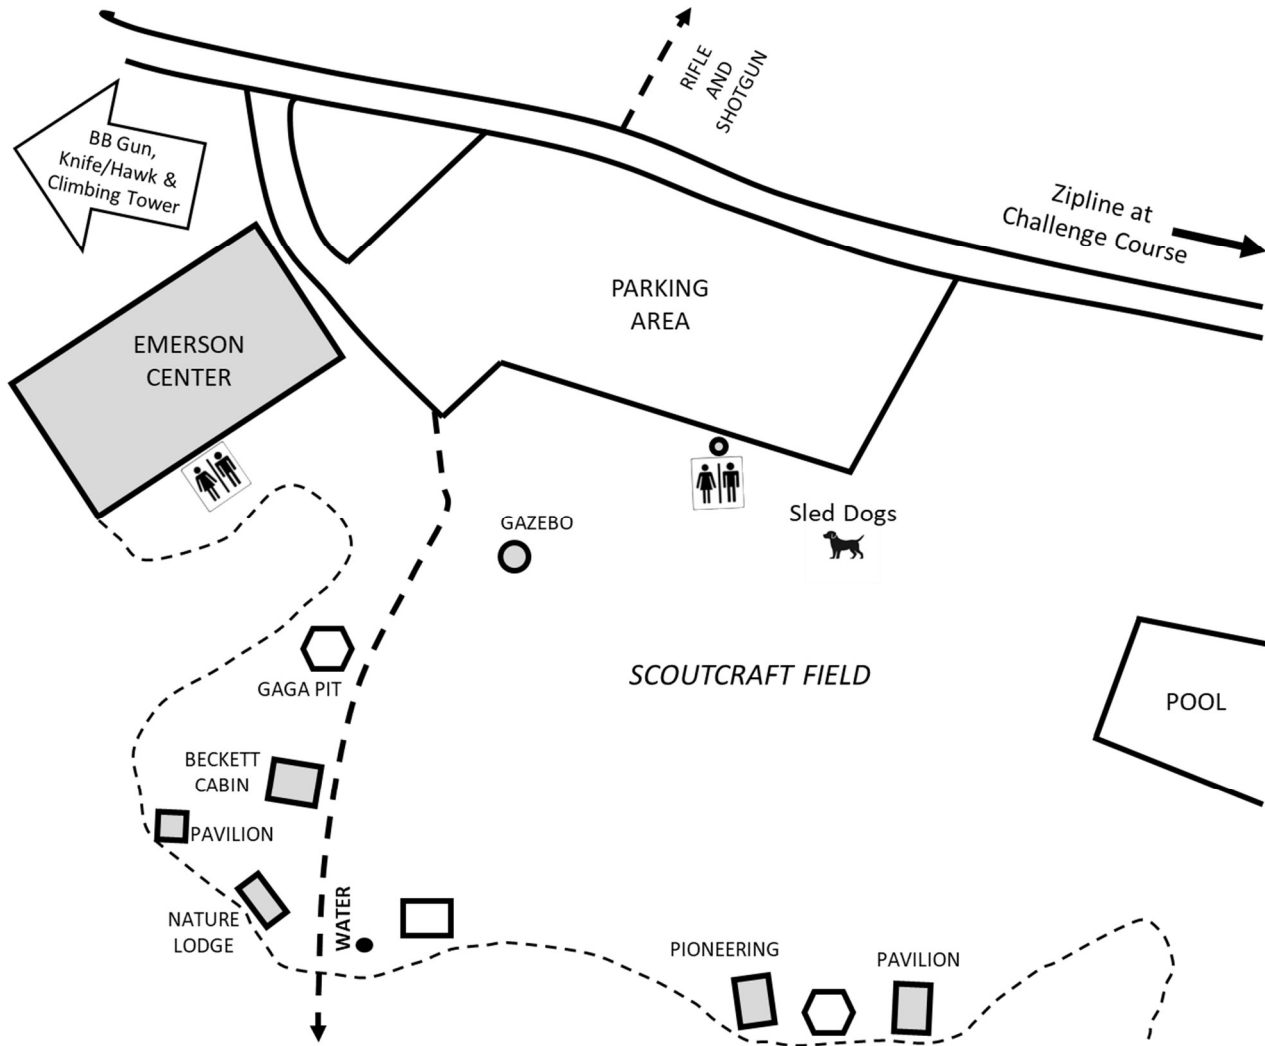 RIFLE
AND
SHOTGUN
BB Gun,
Knife/Hawk &
Climbing Tower
Zipline at
Challenge Course
PARKING
AREA
EMERSON
CENTER
Sled Dogs
GAZEBO
SCOUTCRAFT FIELD
GAGA PIT
POOL
BECKETT
CABIN
PAVILION
WATER
NATURE
LODGE
PIONEERING
PAVILION